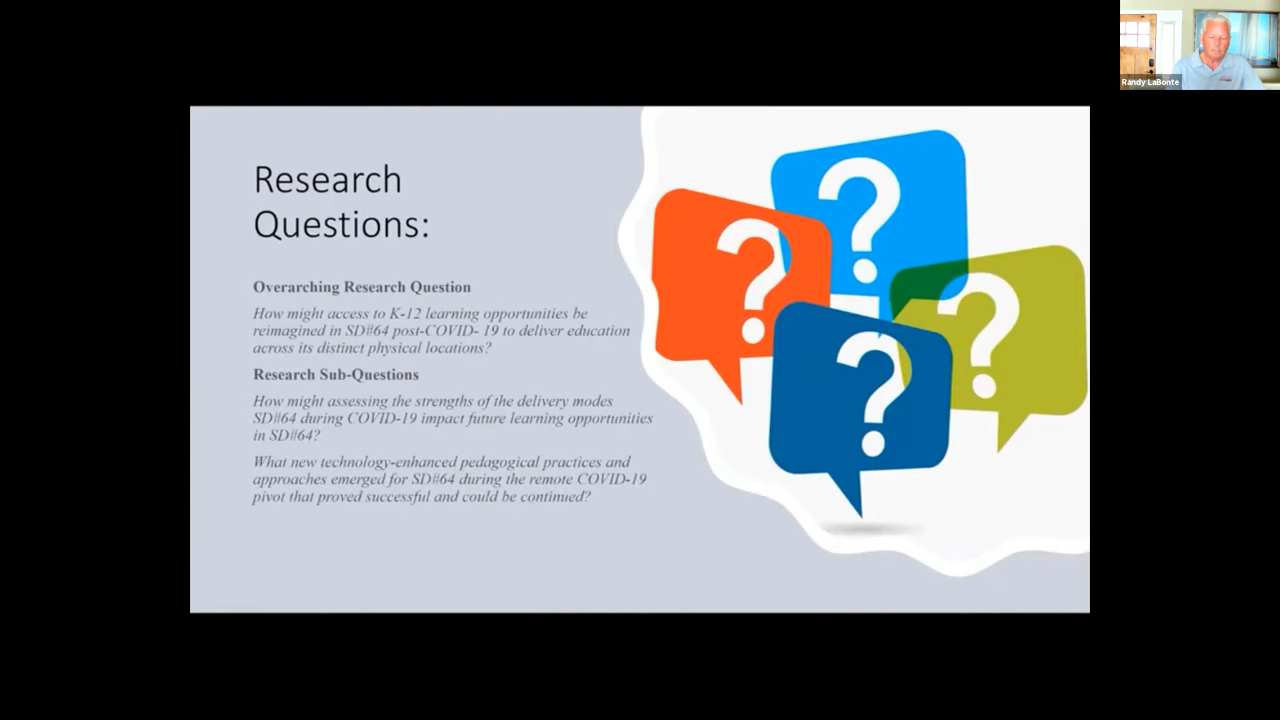 Randy LaBonte
Research
Questions:
Overarching Research Question
How might access to K-12 learning opportunities be
reimagined in SD#64 post-COVID- 19 to deliver education
across its distinct physical locations?
Research Sub-Questions
How might assessing the strengths of the delivery modes
SD#64 during COVID-19 impact future learning opportunities
in SD#64?
What new technology-enhanced pedagogical practices and
approaches emerged for SD#64 during the remote COVID-19
pivot that proved successful and could be continued?
? ? ? ?